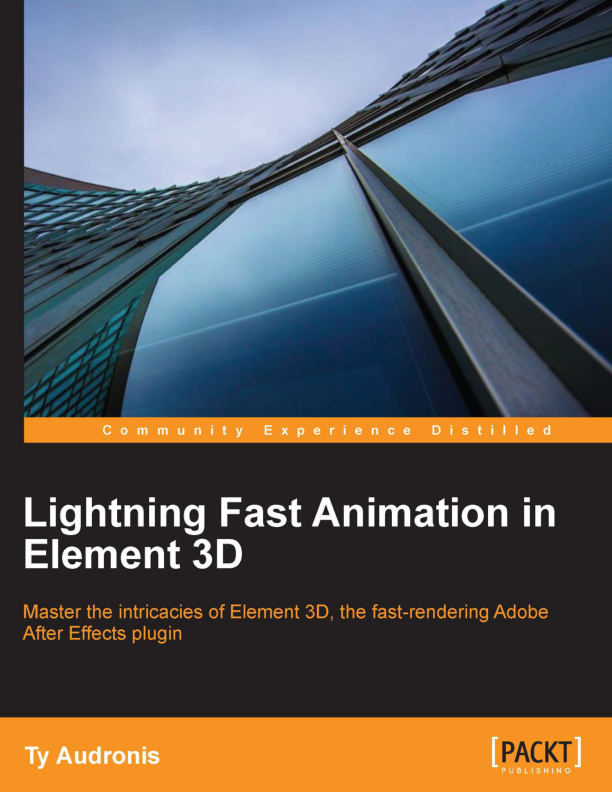 Community Experience Distilled
Lightning Fast Animation in
Element 3D
Master the intricacies of Element 3D, the fast-rendering Adobe
After Effects plugin
Ty Audronis
[PACKT]
PUBLISHING